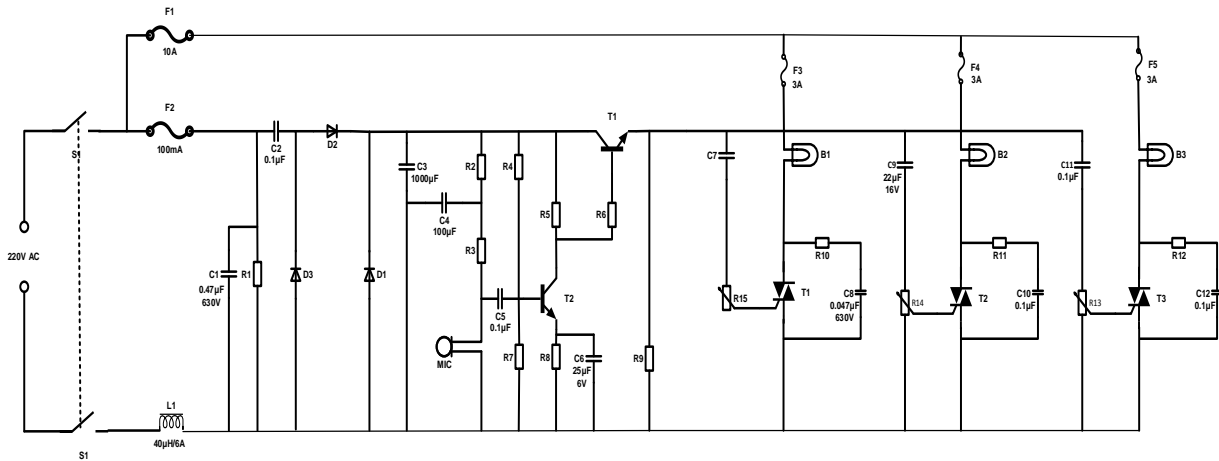 F1
10A
F2
100mA
S1
220V AC
S1
L1
40µH/6A
C2
0.1µF
D2
C1
0.47µF
630V
R1
D3
D1
C3
1000µF
C4
100µF
R2
R3
R4
R5
R6
T1
C5
0.1µF
MIC
T2
R7
R8
C6
25µF
6V
R9
C7
R15
F3
3A
B1
R10
T1
C8
0.047µF
630V
C9
22µF
16V
R14
F4
3A
B2
R11
T2
C10
0.1µF
C11
0.1µF
R13
F5
3A
B3
R12
T3
C12
0.1µF